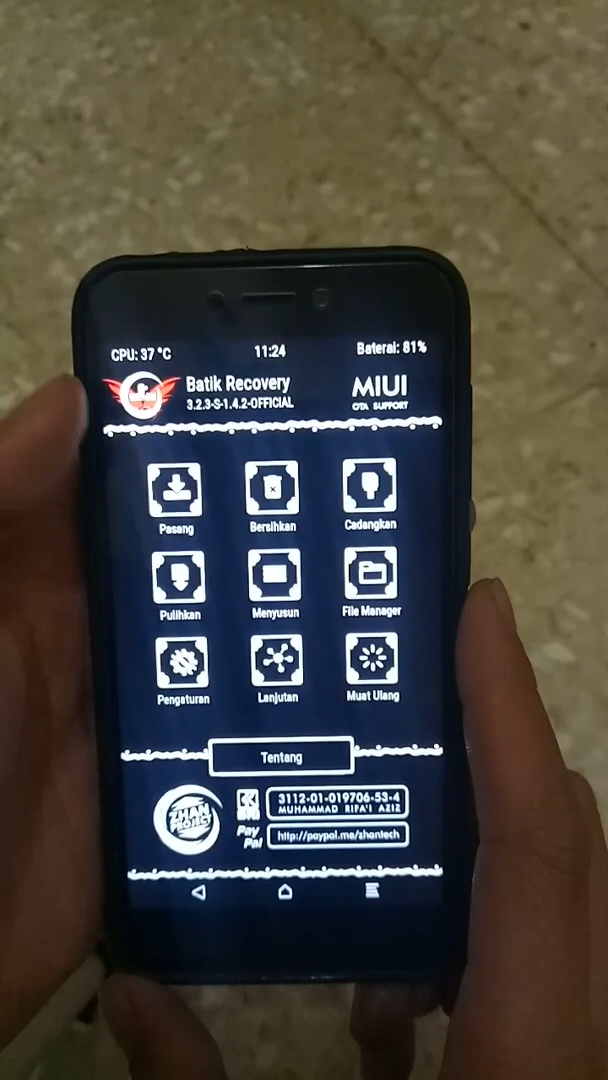 CPU: 37 °C 11:24 Baterai: 81%
Batik Recovery
3.2.3-S-1.4.2-OFFICIAL
MIUI
OTA SUPPORT
Pasang Bersihkan Cadangkan
Pulihkan Menyusun File Manager
Pengaturan Lanjutan Muat Ulang
Tentang
ZHAN
BRI
3112-01-019706-53-4
MUHAMMAD RIFA'I AZIZ
Pay
Pal
http://paypal.me/zhantech